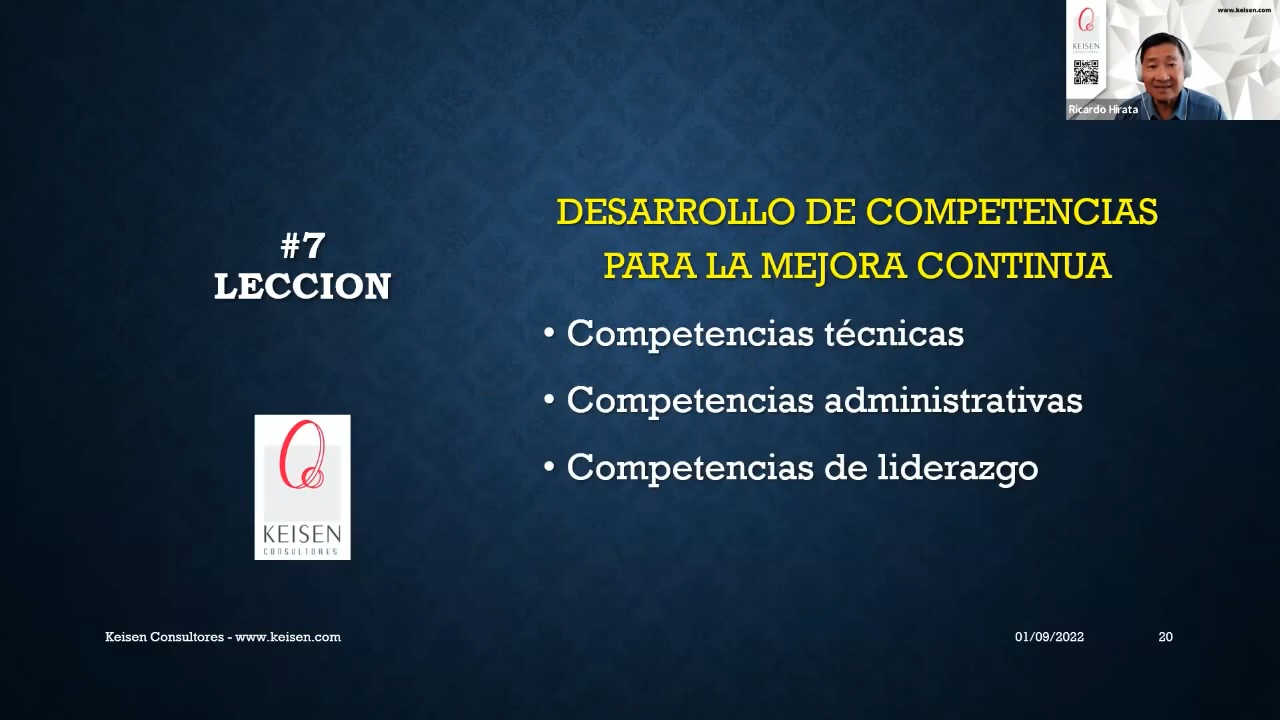 www.keisen.com
KEISEN
CONSULTORES
Ricardo Hirata
#7
LECCION
DESARROLLO DE COMPETENCIAS
PARA LA MEJORA CONTINUA
• Competencias técnicas
• Competencias administrativas
• Competencias de liderazgo
KEISEN
CONSULTORES
Keisen Consultores - www.keisen.com
01/09/2022
20